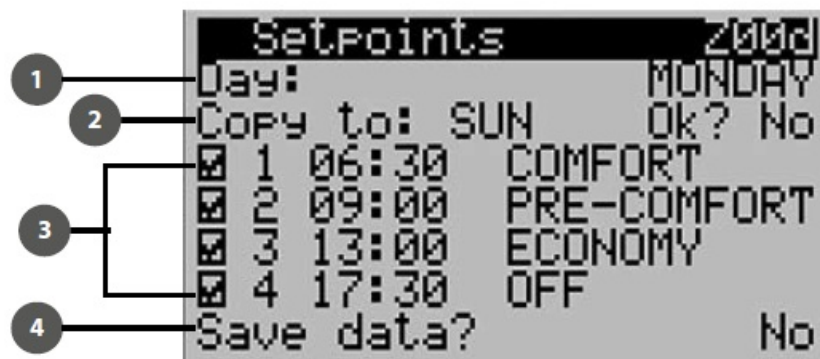 Setpoints Z00d
1 Day: MONDAY
2 Copy to: SUN Ok? No
☑ 1 06:30 COMFORT
☑ 2 09:00 PRE-COMFORT
3
☑ 3 13:00 ECONOMY
☑ 4 17:30 OFF
4 Save data? No